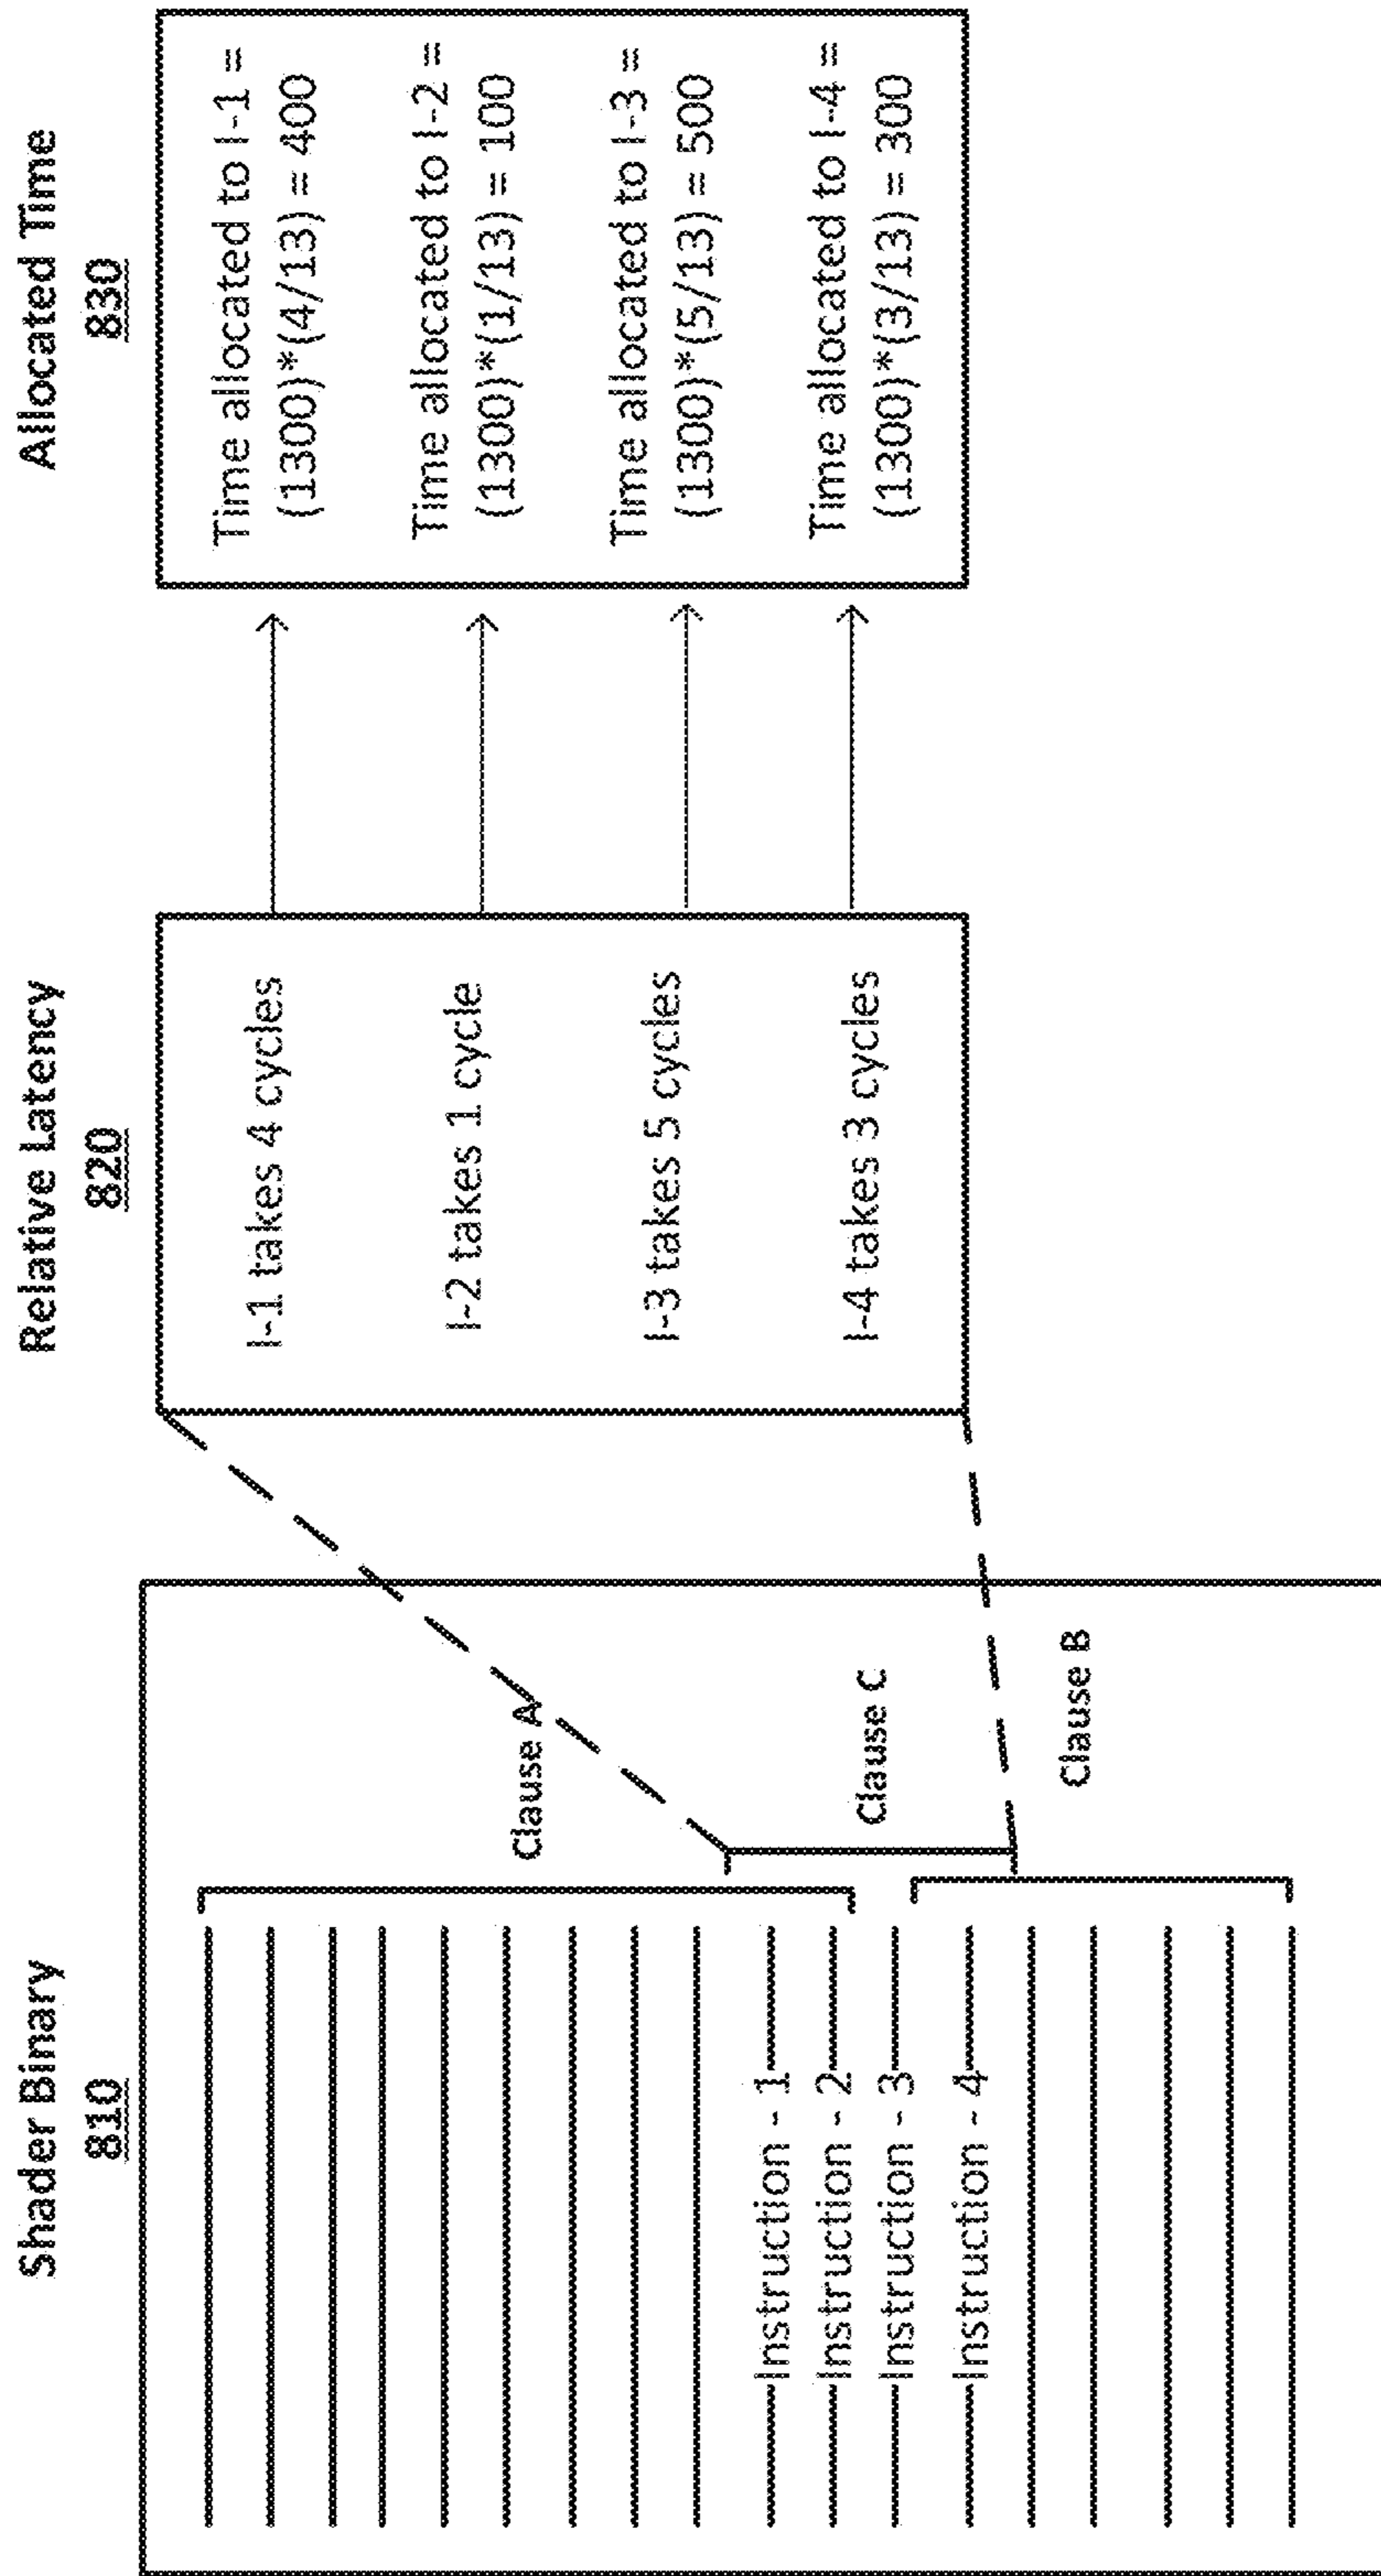 Shader Binary
810
Clause A
Clause C
Clause B
Instruction - 1
Instruction - 2
Instruction - 3
Instruction - 4
Relative Latency
820
I-1 takes 4 cycles
I-2 takes 1 cycle
I-3 takes 5 cycles
I-4 takes 3 cycles
Allocated Time
830
Time allocated to I-1 =
(1300)*(4/13) = 400
Time allocated to I-2 =
(1300)*(1/13) = 100
Time allocated to I-3 =
(1300)*(5/13) = 500
Time allocated to I-4 =
(1300)*(3/13) = 300